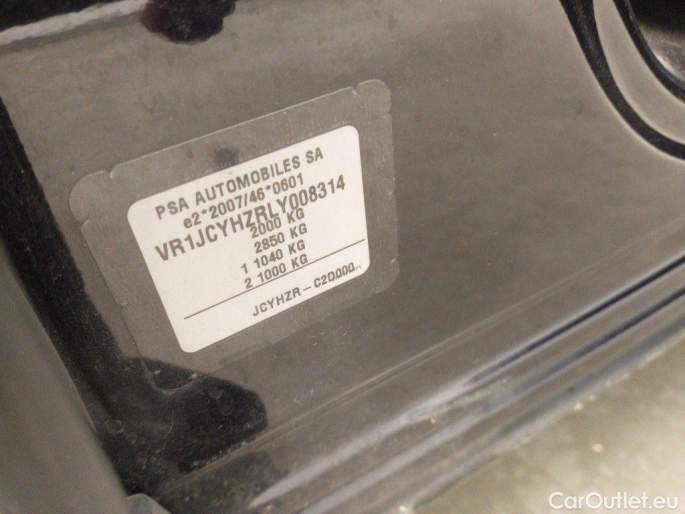 PSA AUTOMOBILES SA
e2*2007/46*0601
VR1JCYHZRLY008314
2000 KG
2850 KG
1 1040 KG
2 1000 KG
JCYHZR-C20000
CarOutlet.eu